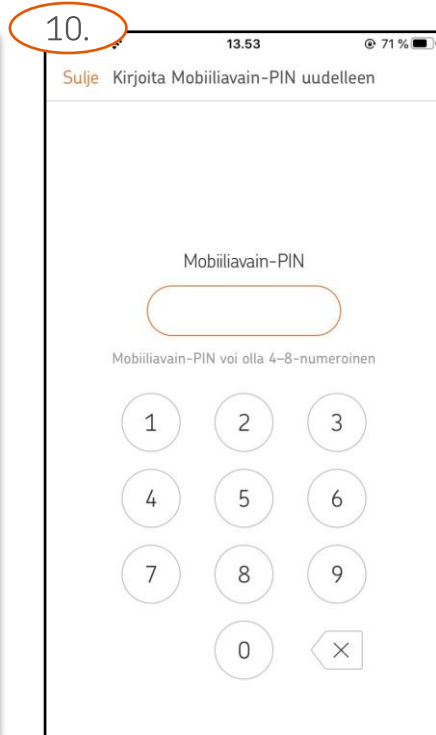 10.
13.53 71 %
Sulje Kirjoita Mobiiliavain-PIN uudelleen
Mobiiliavain-PIN
Mobiiliavain-PIN voi olla 4–8-numeroinen
1 2 3
4 5 6
7 8 9
0